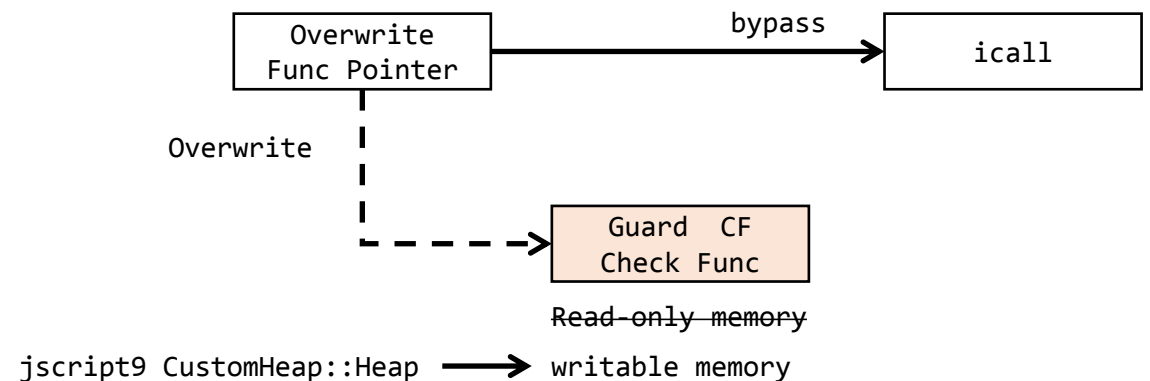 bypass
Overwrite
Func Pointer
icall
Overwrite
Guard  CF
Check Func
Read-only memory
jscript9 CustomHeap::Heap
writable memory